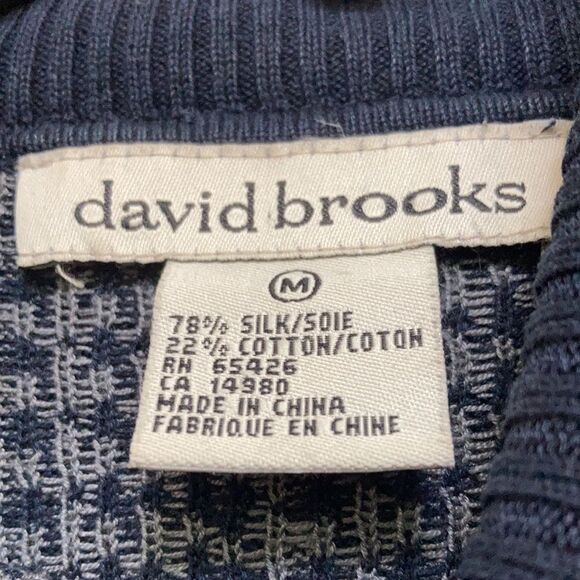 david brooks
M
78% SILK/SOIE
22% COTTON/COTON
RN 65426
CA 14980
MADE IN CHINA
FABRIQUE EN CHINE